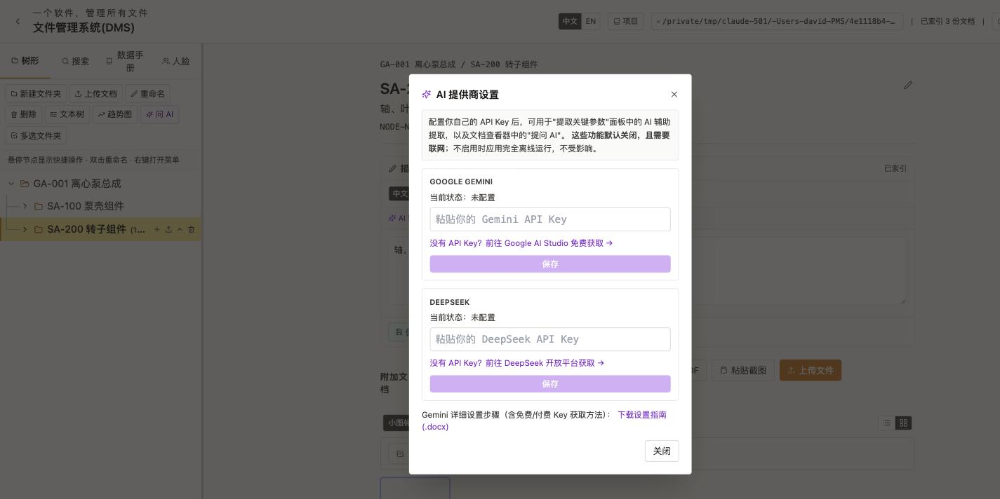 一个软件，管理所有文件
文件管理系统(DMS)
中文 EN
项目
/private/tmp/claude-501/-Users-david-PMS/4e1118b4-…
| 已索引 3 份文档 |
树形
搜索
数据手册
人脸
新建文件夹 上传文档 重命名
删除 文本树 趋势图 问 AI
多选文件夹
悬停节点显示快捷操作 · 双击重命名 · 右键打开菜单
GA-001 离心泵总成
SA-100 泵壳组件
SA-200 转子组件 (1...
GA-001 离心泵总成 / SA-200 转子组件
SA-2
轴、叶
NODE-N
描
已索引
中文
AI
轴、
附加文档
DF
粘贴截图
上传文件
小图标
AI 提供商设置
配置你自己的 API Key 后，可用于"提取关键参数"面板中的 AI 辅助
提取，以及文档查看器中的"提问 AI"。 这些功能默认关闭，且需要
联网；不启用时应用完全离线运行，不受影响。
GOOGLE GEMINI
当前状态：未配置
粘贴你的 Gemini API Key
没有 API Key？前往 Google AI Studio 免费获取 →
保存
DEEPSEEK
当前状态：未配置
粘贴你的 DeepSeek API Key
没有 API Key？前往 DeepSeek 开放平台获取 →
保存
Gemini 详细设置步骤（含免费/付费 Key 获取方法）： 下载设置指南
(.docx)
关闭